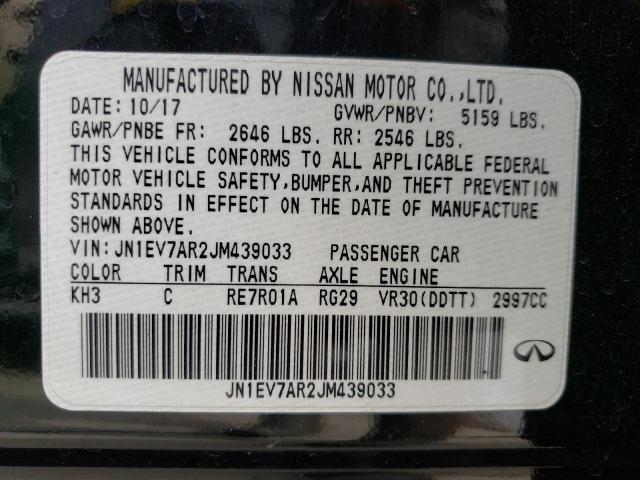 MANUFACTURED BY NISSAN MOTOR CO.,LTD.
DATE: 10/17 GVWR/PNBV: 5159 LBS.
GAWR/PNBE FR: 2646 LBS. RR: 2546 LBS.
THIS VEHICLE CONFORMS TO ALL APPLICABLE FEDERAL
MOTOR VEHICLE SAFETY,BUMPER,AND THEFT PREVENTION
STANDARDS IN EFFECT ON THE DATE OF MANUFACTURE
SHOWN ABOVE.
VIN:JN1EV7AR2JM439033 PASSENGER CAR
COLOR TRIM TRANS AXLE ENGINE
KH3 C RE7R01A RG29 VR30(DDTT) 2997CC
JN1EV7AR2JM439033